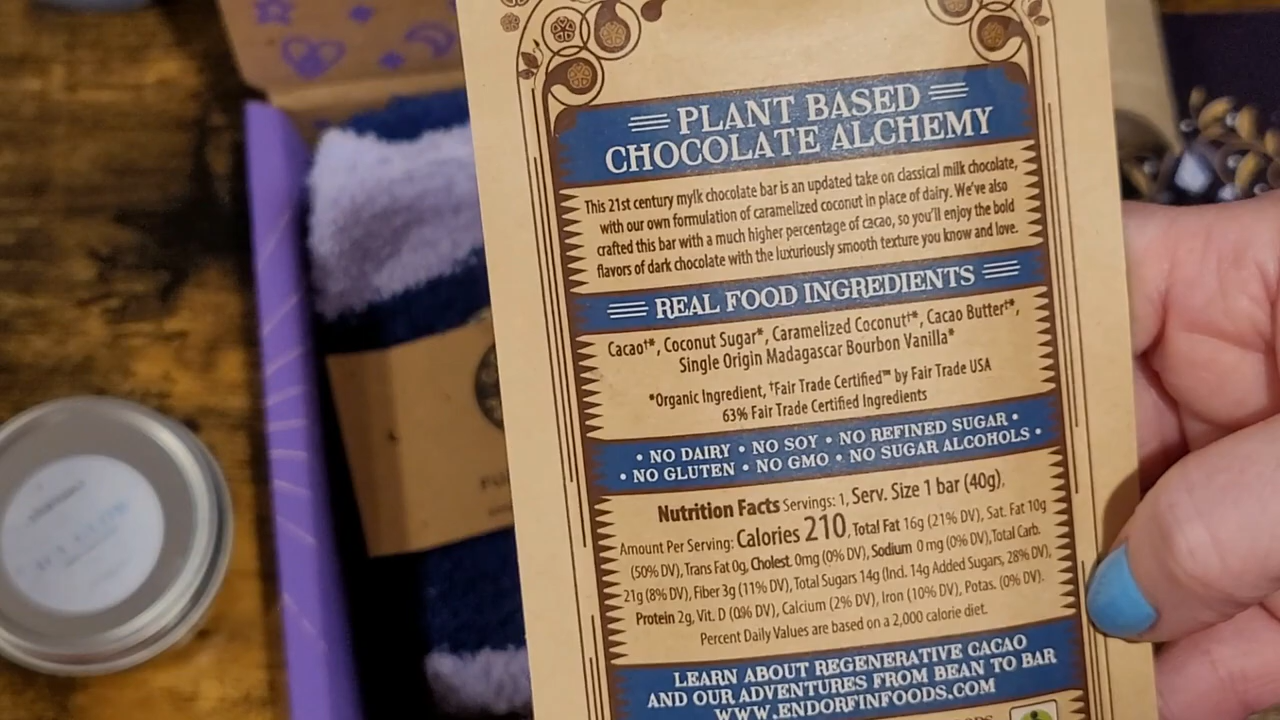 PLANT BASED
CHOCOLATE ALCHEMY
This 21st century mylk chocolate bar is an updated take on classical milk chocolate,
with our own formulation of caramelized coconut in place of dairy. We've also
crafted this bar with a much higher percentage of cacao, so you'll enjoy the bold
flavors of dark chocolate with the luxuriously smooth texture you know and love.
REAL FOOD INGREDIENTS
Cacao†*, Coconut Sugar*, Caramelized Coconut†*, Cacao Butter†*,
Single Origin Madagascar Bourbon Vanilla*
*Organic Ingredient, †Fair Trade Certified™ by Fair Trade USA
63% Fair Trade Certified Ingredients
• NO DAIRY • NO SOY • NO REFINED SUGAR •
• NO GLUTEN • NO GMO • NO SUGAR ALCOHOLS •
Nutrition Facts Servings: 1, Serv. Size 1 bar (40g),
Amount Per Serving: Calories 210, Total Fat 16g (21% DV), Sat. Fat 10g
(50% DV), Trans Fat 0g, Cholest. 0mg (0% DV), Sodium 0 mg (0% DV), Total Carb.
21g (8% DV), Fiber 3g (11% DV), Total Sugars 14g (Incl. 14g Added Sugars, 28% DV),
Protein 2g, Vit. D (0% DV), Calcium (2% DV), Iron (10% DV), Potas. (0% DV).
Percent Daily Values are based on a 2,000 calorie diet.
LEARN ABOUT REGENERATIVE CACAO
AND OUR ADVENTURES FROM BEAN TO BAR
WWW.ENDORFINFOODS.COM